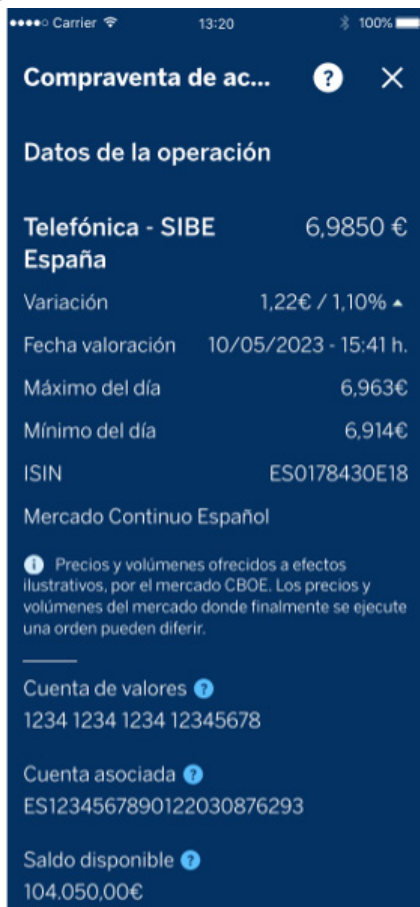 Carrier 13:20 100%
Compraventa de ac... ? ×
Datos de la operación
Telefónica - SIBE 6,9850 €
España
Variación 1,22€ / 1,10%
Fecha valoración 10/05/2023 - 15:41 h.
Máximo del día 6,963€
Mínimo del día 6,914€
ISIN ES0178430E18
Mercado Continuo Español
i Precios y volúmenes ofrecidos a efectos
ilustrativos, por el mercado CBOE. Los precios y
volúmenes del mercado donde finalmente se ejecute
una orden pueden diferir.
Cuenta de valores ?
1234 1234 1234 12345678
Cuenta asociada ?
ES1234567890122030876293
Saldo disponible ?
104.050,00€